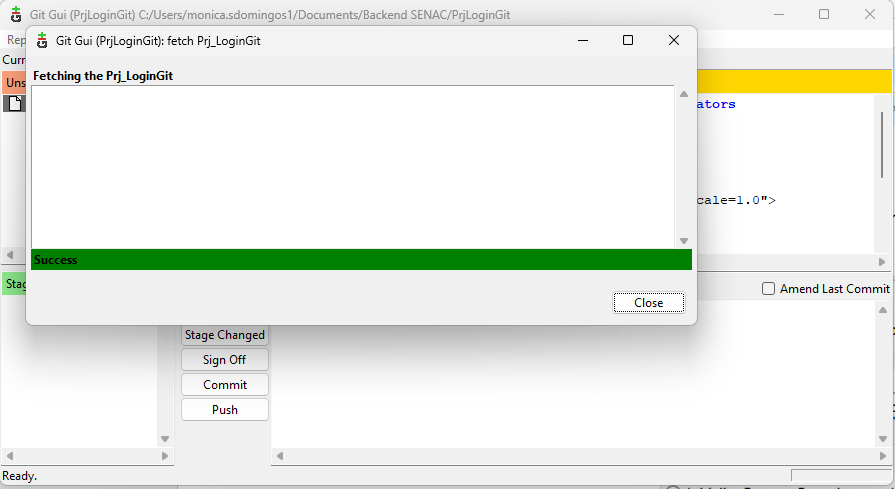 Git Gui (PrjLoginGit) C:/Users/monica.sdomingos1/Documents/Backend SENAC/PrjLoginGit
Rep
Git Gui (PrjLoginGit): fetch Prj_LoginGit
Curr
Fetching the Prj_LoginGit
Uns
ators
cale=1.0">
Success
Stag
Close
Amend Last Commit
Stage Changed
Sign Off
Commit
Push
Ready.